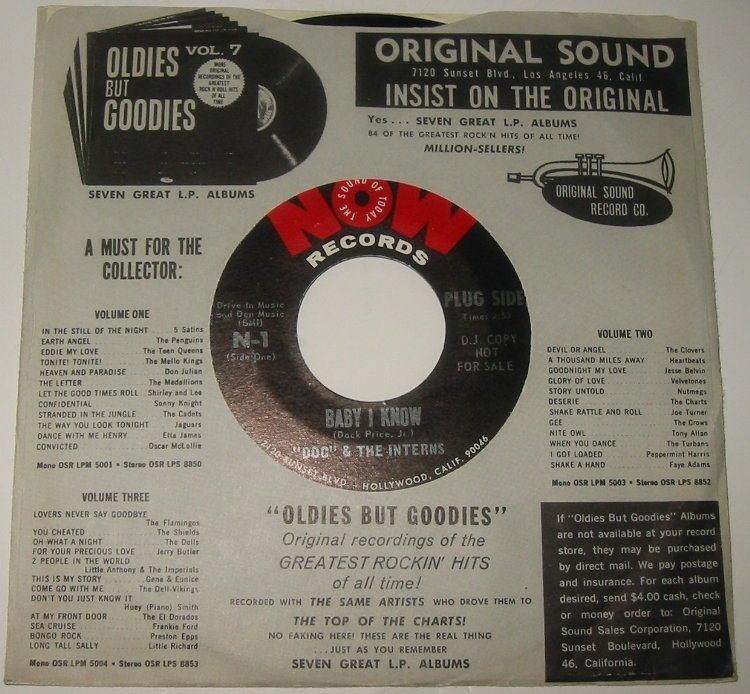 OLDIES
BUT
GOODIES
VOL. 7
MORE
ORIGINAL
RECORDINGS OF THE
GREATEST
ROCK N'ROLL HITS
OF ALL
TIME
SEVEN GREAT L.P. ALBUMS
ORIGINAL SOUND
7120 Sunset Blvd., Los Angeles 46, Calif.
INSIST ON THE ORIGINAL
Yes... SEVEN GREAT L.P. ALBUMS
84 OF THE GREATEST ROCK'N HITS OF ALL TIME!
MILLION-SELLERS!
ORIGINAL SOUND
RECORD CO.
A MUST FOR THE
COLLECTOR:
NOW
THE SOUND OF TODAY
RECORDS
Drive-In Music
and Den Music
(BMI)
N-1
(Side One)
PLUG SIDE
Time: 2:53
D.J. COPY
NOT
FOR SALE
BABY I KNOW
(Dock Price, Jr.)
"DOC" & THE INTERNS
7120 SUNSET BLVD • HOLLYWOOD, CALIF. 90046
VOLUME ONE
IN THE STILL OF THE NIGHT .... 5 Satins
EARTH ANGEL The Penguins
EDDIE MY LOVE The Teen Queens
TONITE! TONITE! The Mello Kings
HEAVEN AND PARADISE Don Julian
THE LETTER The Medallions
LET THE GOOD TIMES ROLL Shirley and Lee
CONFIDENTIAL Sonny Knight
STRANDED IN THE JUNGLE The Cadets
THE WAY YOU LOOK TONIGHT Jaguars
DANCE WITH ME HENRY Etta James
CONVICTED Oscar McLollie
Mono OSR LPM 5001 • Stereo OSR LPS 8850
VOLUME TWO
DEVIL OR ANGEL The Clovers
A THOUSAND MILES AWAY Heartbeats
GOODNIGHT MY LOVE Jesse Belvin
GLORY OF LOVE Velvetones
STORY UNTOLD Nutmegs
DESERIE The Charts
SHAKE RATTLE AND ROLL Joe Turner
GEE The Crows
NITE OWL Tony Allan
WHEN YOU DANCE The Turbans
I GOT LOADED Peppermint Harris
SHAKE A HAND Faye Adams
Mono OSR LPM 5003 • Stereo OSR LPS 8852
VOLUME THREE
LOVERS NEVER SAY GOODBYE
The Flamingos
YOU CHEATED The Shields
OH WHAT A NIGHT The Dells
FOR YOUR PRECIOUS LOVE Jerry Butler
2 PEOPLE IN THE WORLD
Little Anthony & The Imperials
THIS IS MY STORY Gene & Eunice
COME GO WITH ME The Dell-Vikings
DON'T YOU JUST KNOW IT
Huey (Piano) Smith
AT MY FRONT DOOR The El Dorados
SEA CRUISE Frankie Ford
BONGO ROCK Preston Epps
LONG TALL SALLY Little Richard
Mono OSR LPM 5004 • Stereo OSR LPS 8853
"OLDIES BUT GOODIES"
Original recordings of the
GREATEST ROCKIN' HITS
of all time!
RECORDED WITH THE SAME ARTISTS WHO DROVE THEM TO
THE TOP OF THE CHARTS!
NO FAKING HERE! THESE ARE THE REAL THING
...JUST AS YOU REMEMBER
SEVEN GREAT L.P. ALBUMS
If "Oldies But Goodies" Albums
are not available at your record
store, they may be purchased
by direct mail. We pay postage
and insurance. For each album
desired, send $4.00 cash, check
or money order to: Original
Sound Sales Corporation, 7120
Sunset Boulevard, Hollywood
46, California.